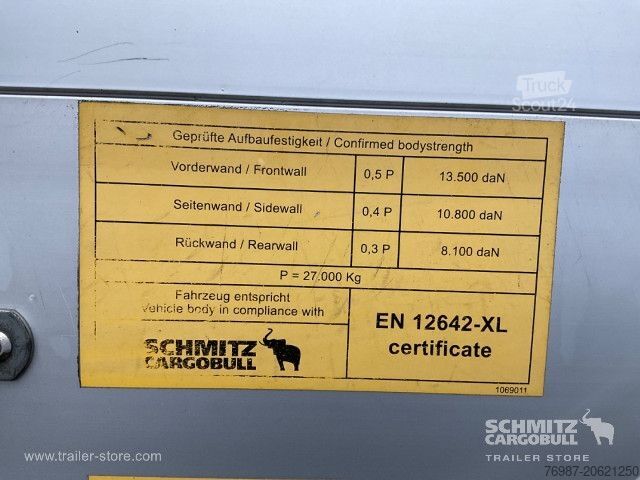 Truck
Scout24
Geprüfte Aufbaufestigkeit / Confirmed bodystrength
Vorderwand / Frontwall 0,5 P 13.500 daN
Seitenwand / Sidewall 0,4 P 10.800 daN
Rückwand / Rearwall 0,3 P 8.100 daN
P = 27.000 Kg
Fahrzeug entspricht
Vehicle body in compliance with
EN 12642-XL
certificate
SCHMITZ
CARGOBULL
1069011
SCHMITZ
CARGOBULL
TRAILER STORE
www.trailer-store.com
76987-20621250